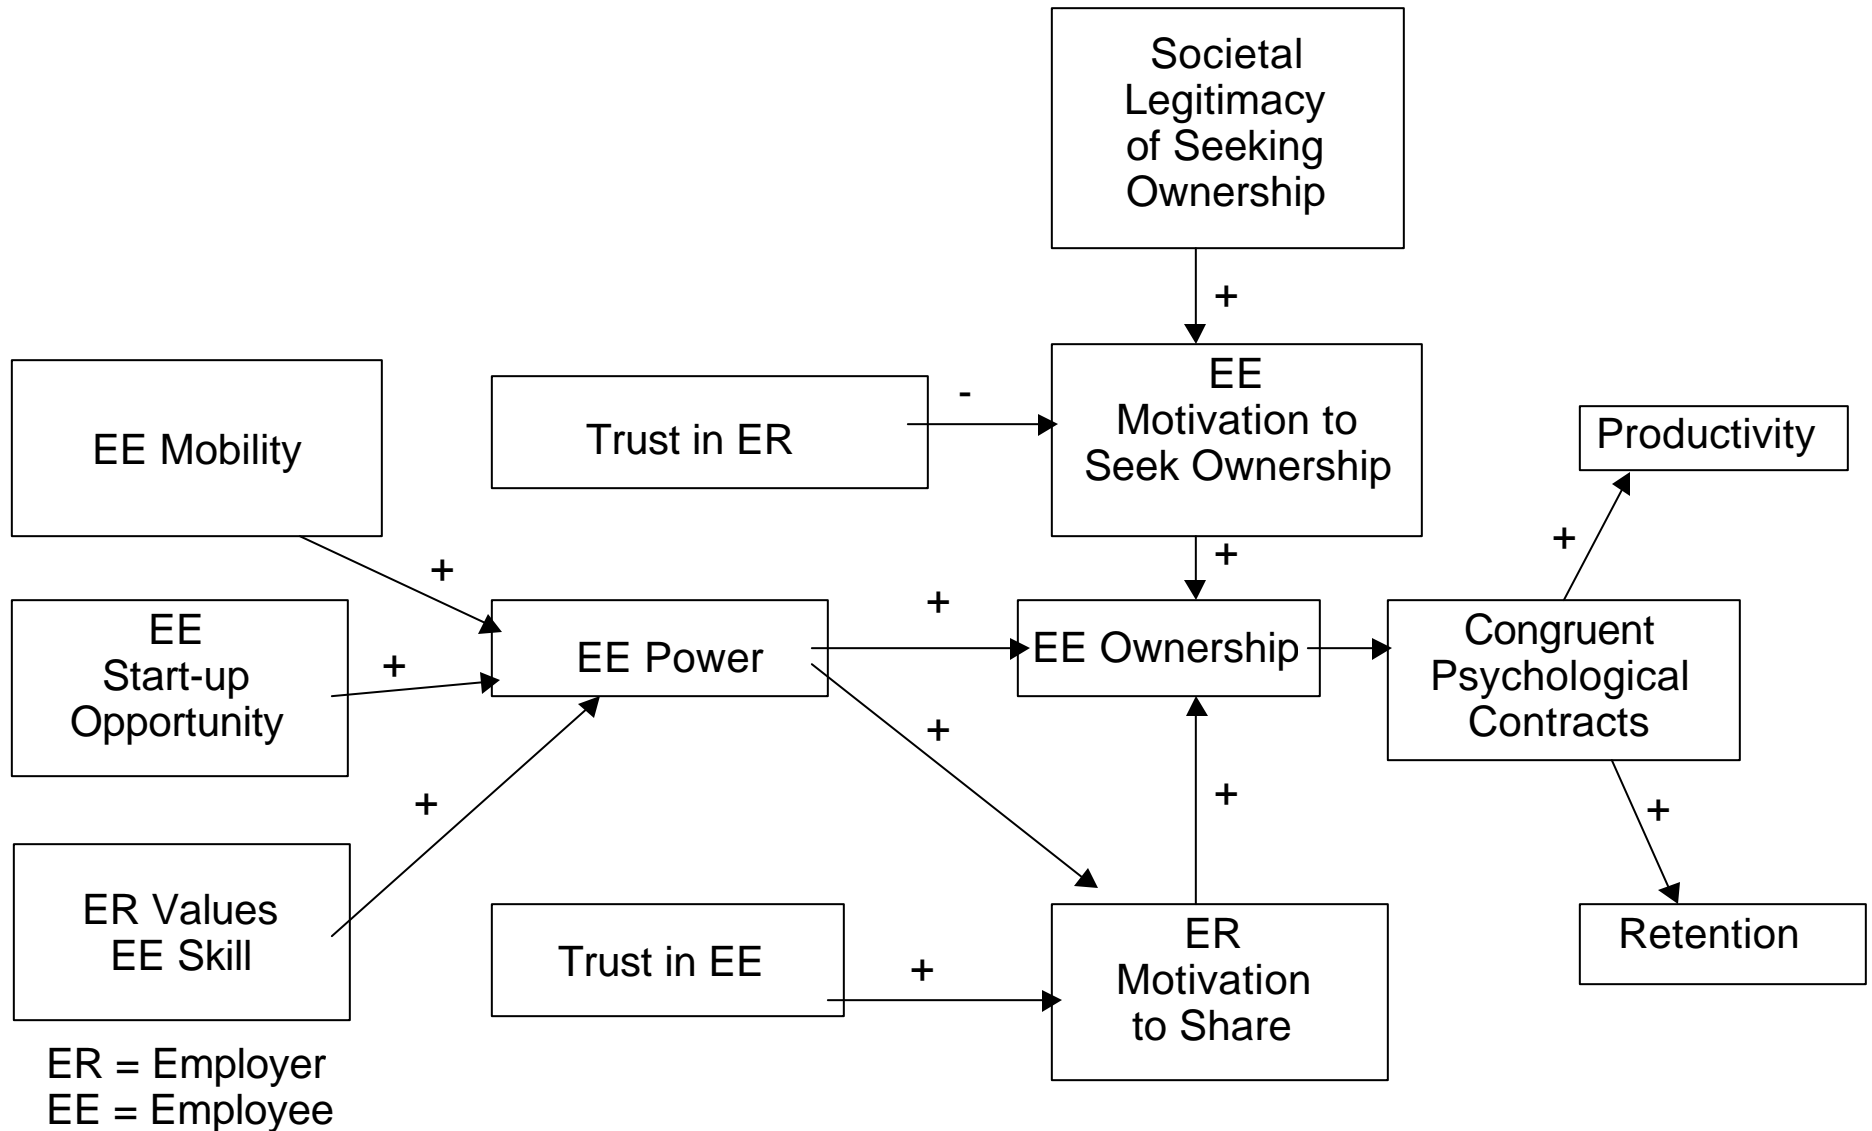 Societal
Legitimacy
of Seeking
Ownership
+
EE Mobility
Trust in ER
-
EE
Motivation to
Seek Ownership
Productivity
+
+
+
EE
Start-up
Opportunity
+
EE Power
+
EE Ownership
Congruent
Psychological
Contracts
+
+
+
+
ER Values
EE Skill
Trust in EE
+
ER
Motivation
to Share
Retention
ER = Employer
EE = Employee